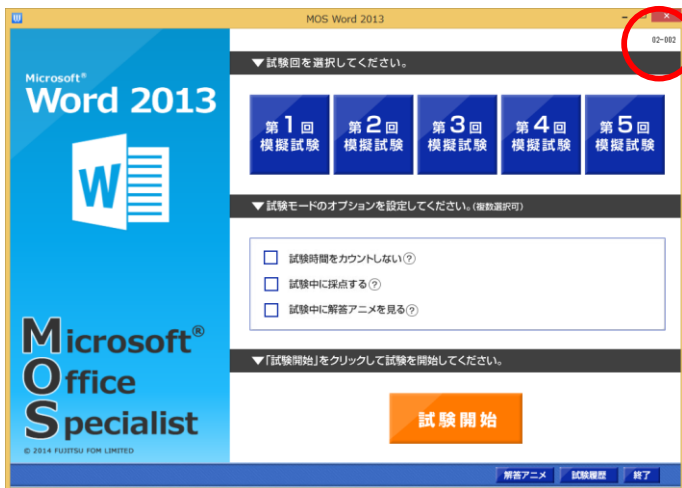 MOS Word 2013
02-002
▼試験回を選択してください。
Microsoft®
Word 2013
第1回
模擬試験
第2回
模擬試験
第3回
模擬試験
第4回
模擬試験
第5回
模擬試験
W
▼試験モードのオプションを設定してください。(複数選択可)
試験時間をカウントしない?
試験中に採点する?
試験中に解答アニメを見る?
Microsoft®
Office
Specialist
▼「試験開始」をクリックして試験を開始してください。
試験開始
© 2014 FUJITSU FOM LIMITED
解答アニメ 試験履歴 終了